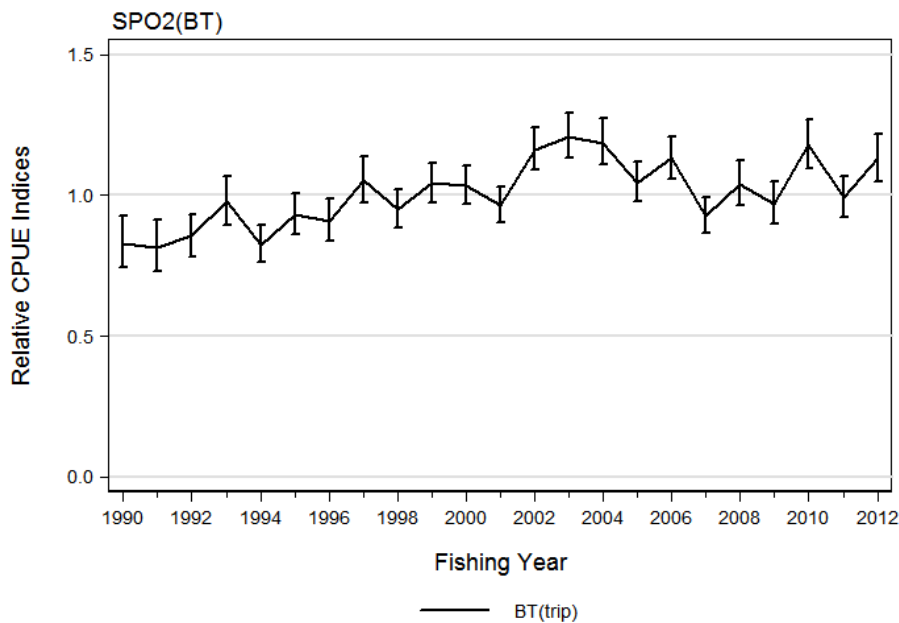 SPO2(BT)
1.5
1.0
0.5
0.0
Relative CPUE Indices
1990 1992 1994 1996 1998 2000 2002 2004 2006 2008 2010 2012
Fishing Year
BT(trip)